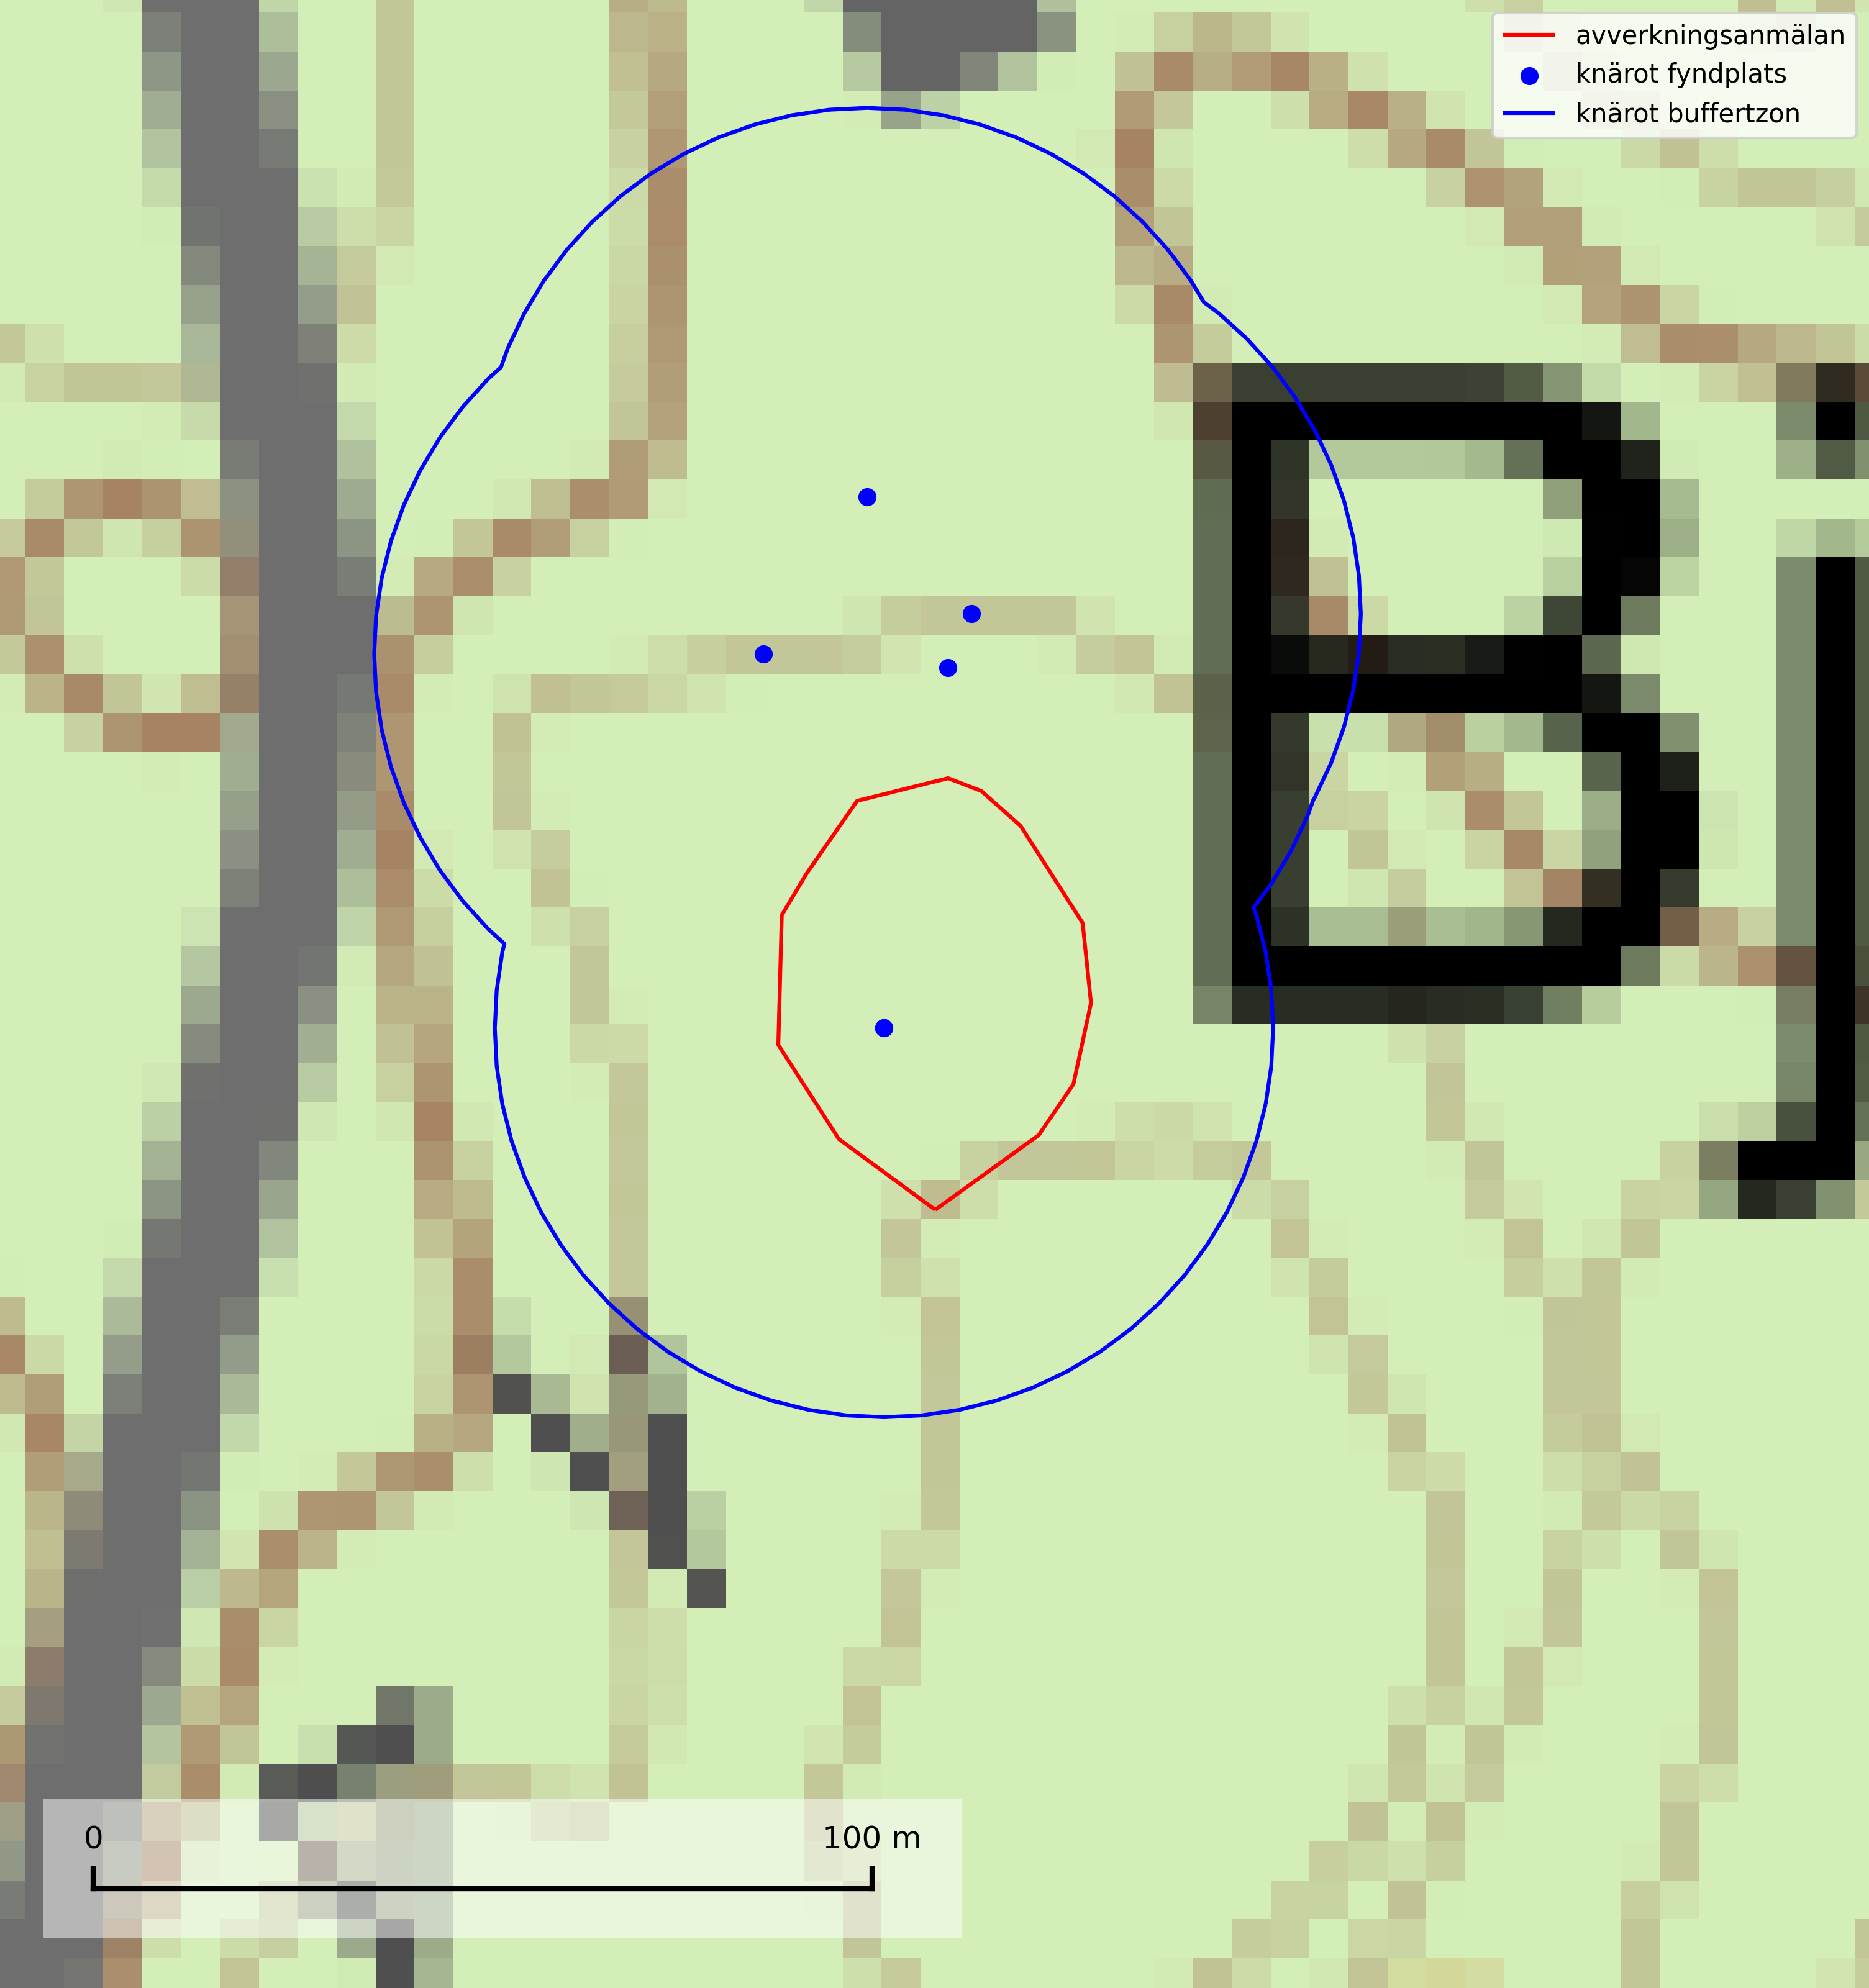 avverkningsanmälan
knärot fyndplats
knärot buffertzon
B
0 100 m